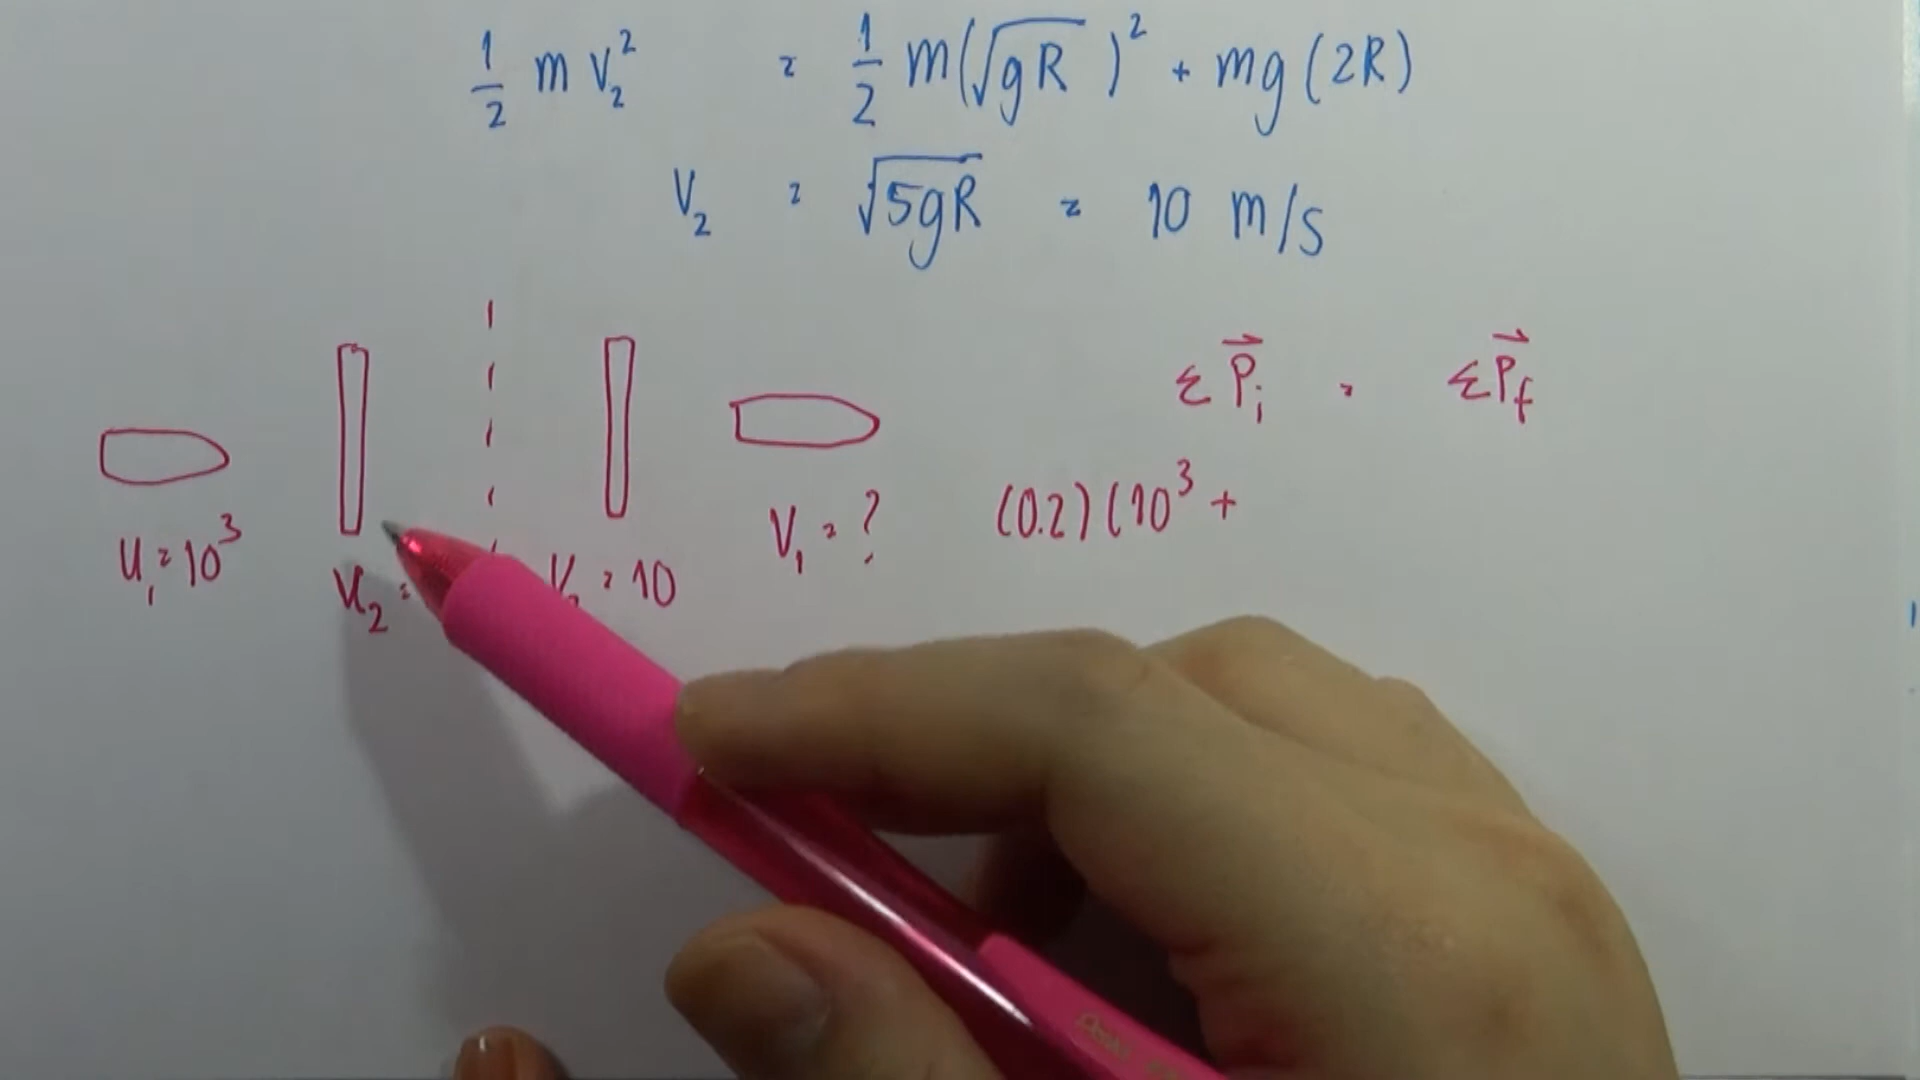 1/2 m v₂² = 1/2 m(√gR)² + mg(2R)
V₂ = √5gR = 10 m/s
ΣP⃗i = ΣP⃗f
u₁ = 10³
u₂ =
V₂ = 10
V₁ = ?
(0.2)(10³ +